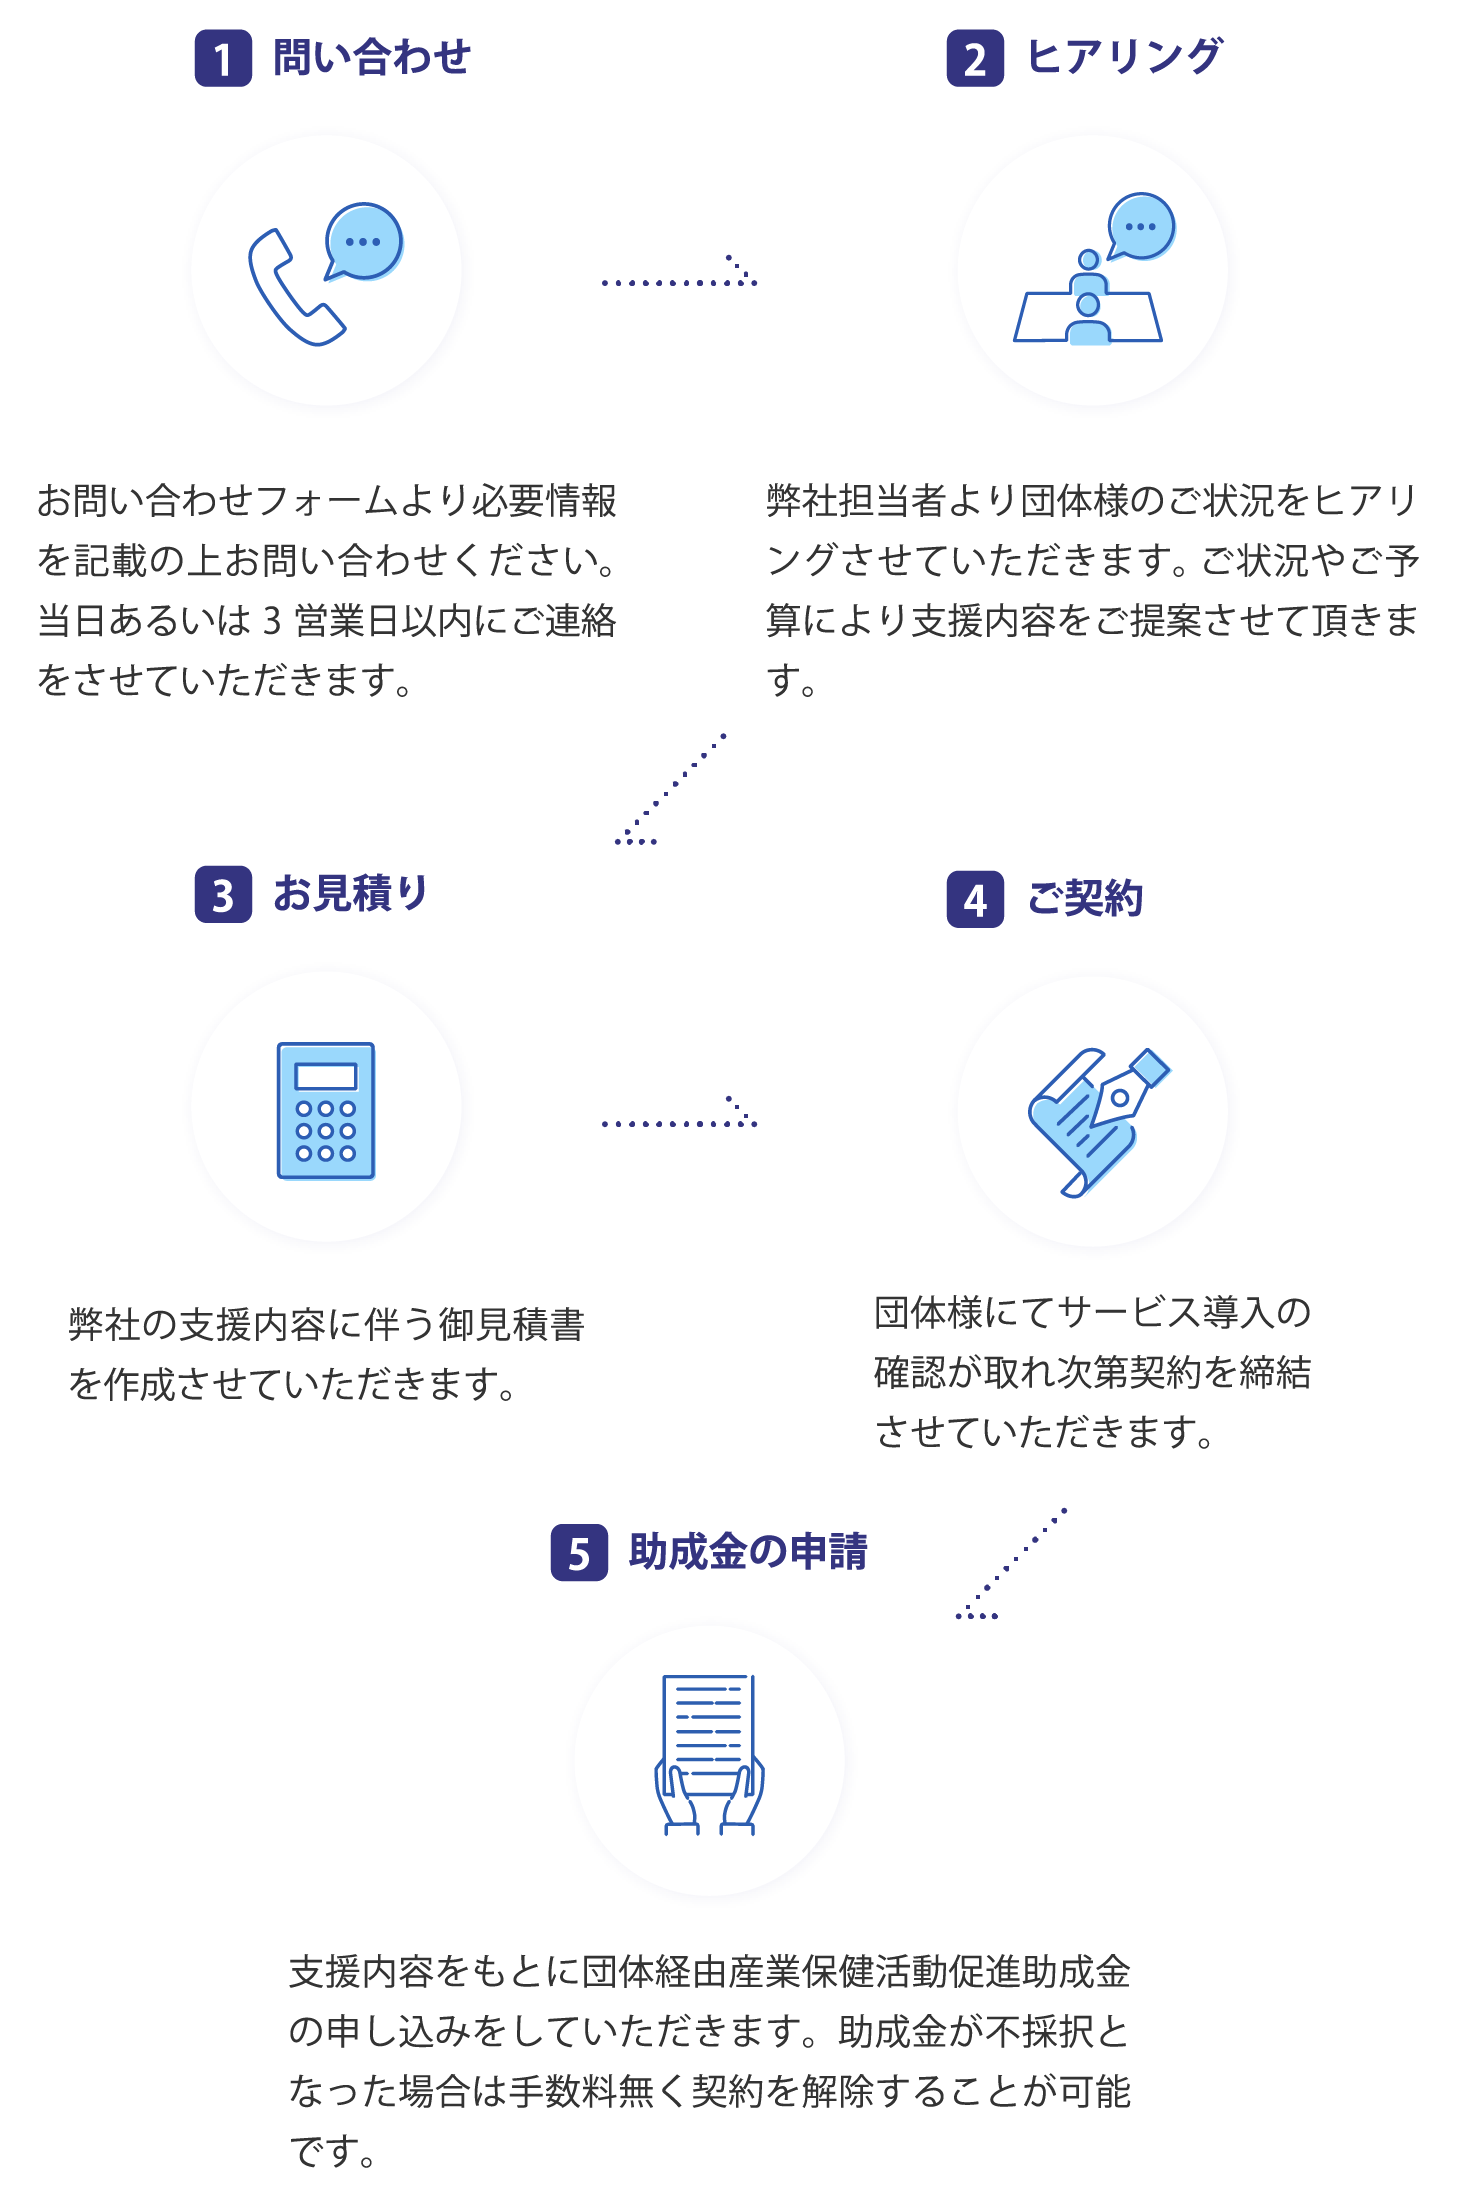 1 問い合わせ
お問い合わせフォームより必要情報
を記載の上お問い合わせください。
当日あるいは 3 営業日以内にご連絡
をさせていただきます。
2 ヒアリング
弊社担当者より団体様のご状況をヒアリ
ングさせていただきます。ご状況やご予
算により支援内容をご提案させて頂きま
す。
3 お見積り
弊社の支援内容に伴う御見積書
を作成させていただきます。
4 ご契約
団体様にてサービス導入の
確認が取れ次第契約を締結
させていただきます。
5 助成金の申請
支援内容をもとに団体経由産業保健活動促進助成金
の申し込みをしていただきます。助成金が不採択と
なった場合は手数料無く契約を解除することが可能
です。